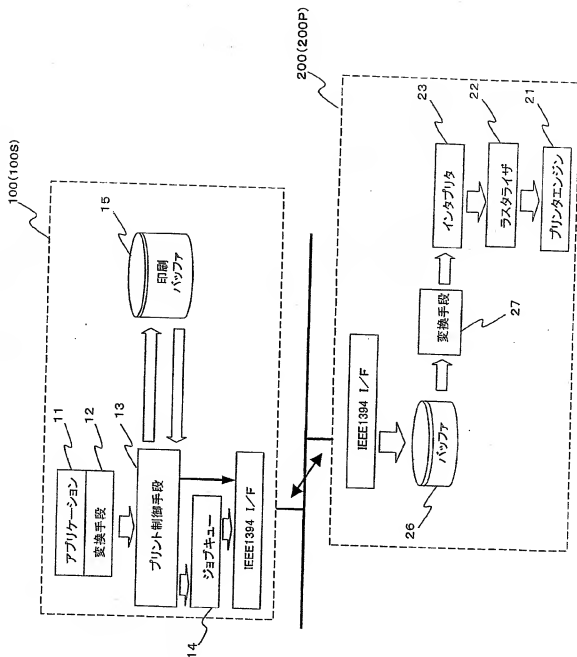 100(100S)
11
アプリケーション
12
変換手段
13
プリント制御手段
15
印刷
バッファ
14
ジョブキュー
IEEE1394 I/F
200(200P)
IEEE1394 I/F
26
バッファ
27
変換手段
23
インタプリタ
22
ラスタライザ
21
プリンタエンジン